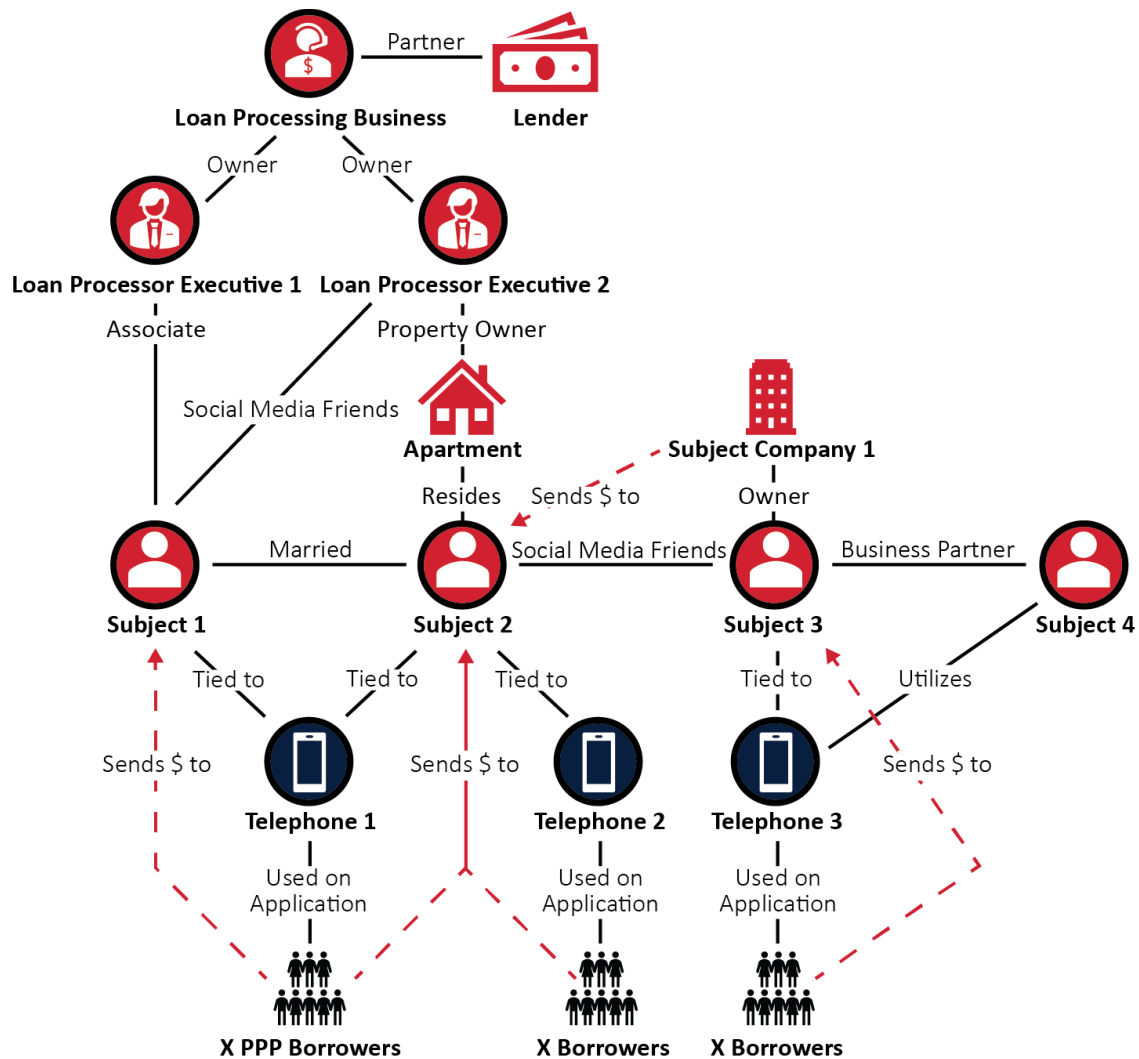 Partner
$
Loan Processing Business
Lender
Owner
Owner
Loan Processor Executive 1
Loan Processor Executive 2
Associate
Property Owner
Social Media Friends
Apartment
Subject Company 1
Resides
Sends $ to
Owner
Married
Social Media Friends
Business Partner
Subject 1
Subject 2
Subject 3
Subject 4
Tied to
Tied to
Tied to
Tied to
Utilizes
Sends $ to
Sends $ to
Sends $ to
Telephone 1
Telephone 2
Telephone 3
Used on
Application
Used on
Application
Used on
Application
X PPP Borrowers
X Borrowers
X Borrowers